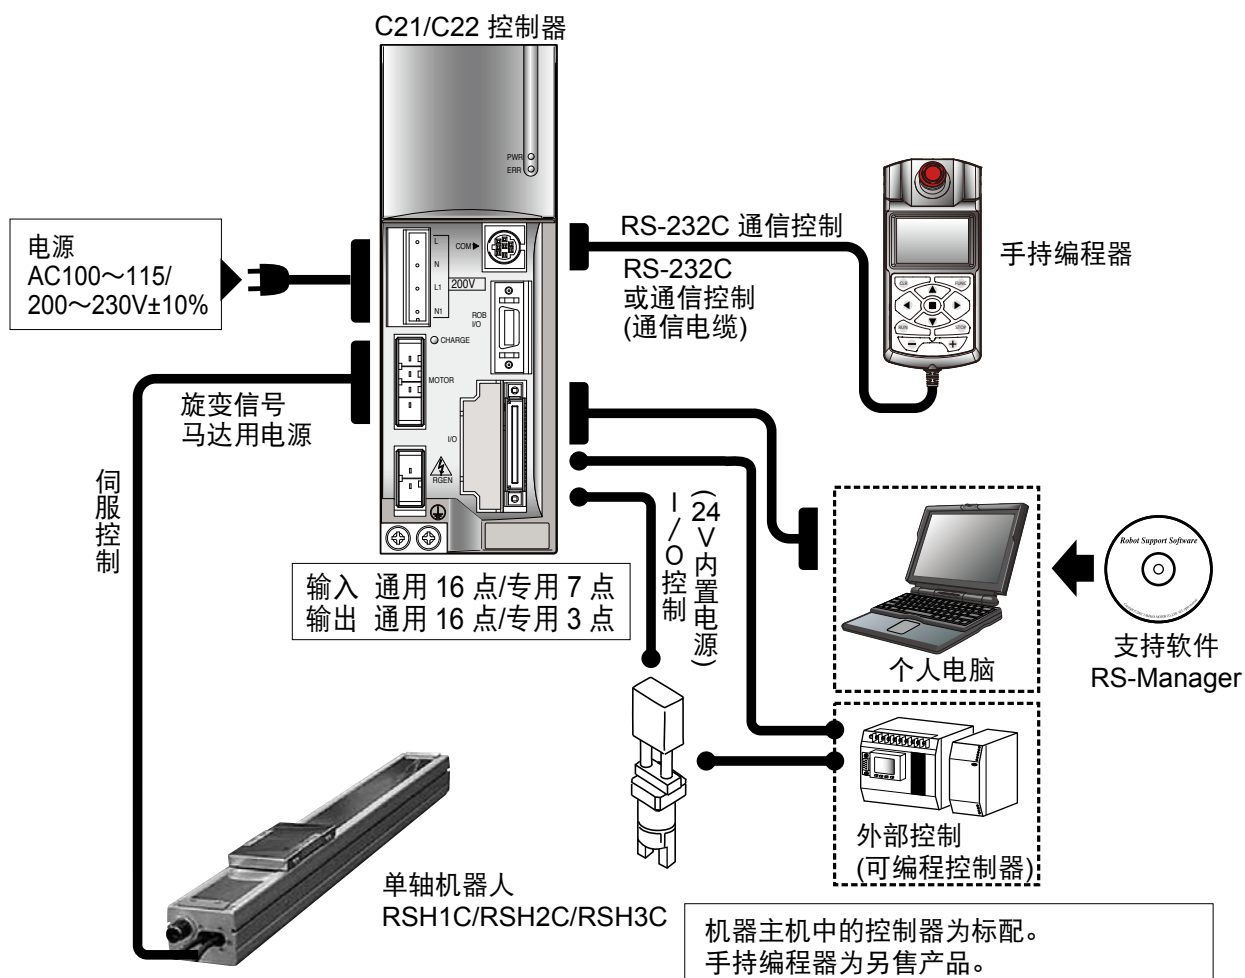 C21/C22 控制器
PWR
ERR
电源
AC100～115/
200～230V±10%
L
N
L1
N1
200V
COM
ROB
I/O
CHARGE
MOTOR
I/O
RGEN
RS-232C 通信控制
RS-232C
或通信控制
(通信电缆)
CLR
FUNC
RUN
STOP
手持编程器
旋变信号
马达用电源
伺服控制
I/O控制
(24V内置电源)
输入 通用 16 点/专用 7 点
输出 通用 16 点/专用 3 点
个人电脑
Robot Support Software
支持软件
RS-Manager
外部控制
(可编程控制器)
单轴机器人
RSH1C/RSH2C/RSH3C
机器主机中的控制器为标配。
手持编程器为另售产品。